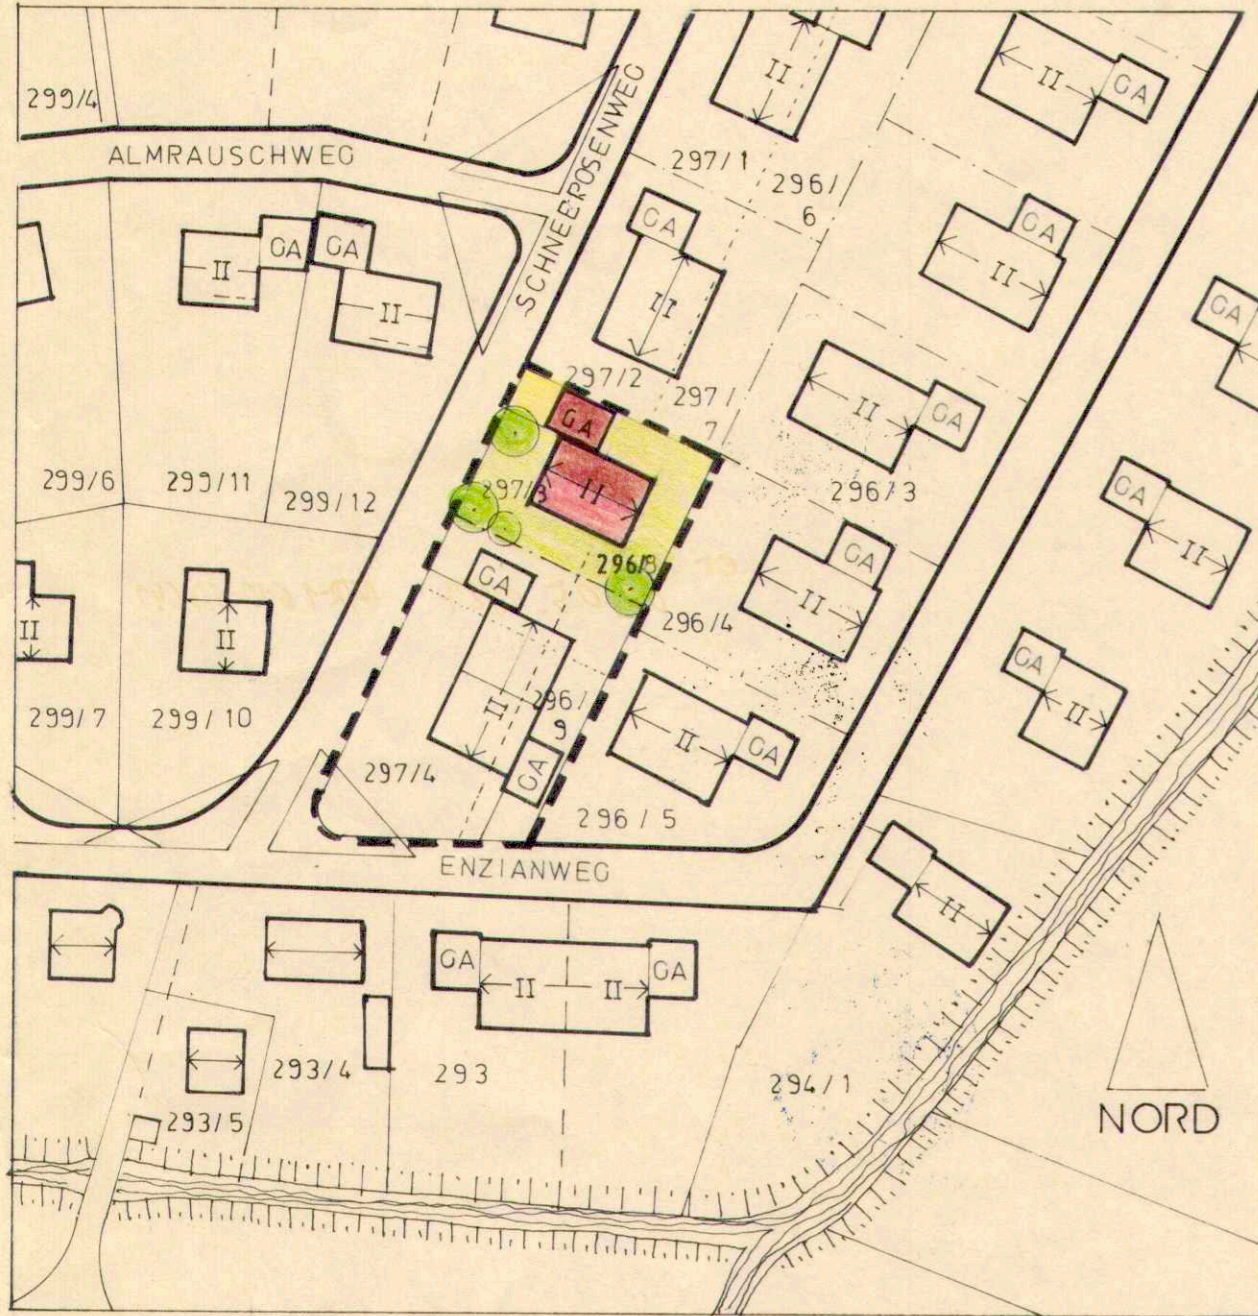 299/4
ALMRAUSCHWEG
SCHNEEROSENWEG
II
II
GA
297/1
296/
6
GA
GA
GA
II
II
GA
II
GA
II
GA
297/2
297/
7
II
GA
GA
299/6
299/11
299/12
297/3
II
296/3
GA
II
296/8
GA
GA
II
II
II
296/4
GA
II
299/7
299/10
II
296/
9
II
GA
297/4
GA
296/5
ENZIANWEG
II
GA
II
II
GA
293/4
293
294/1
293/5
NORD